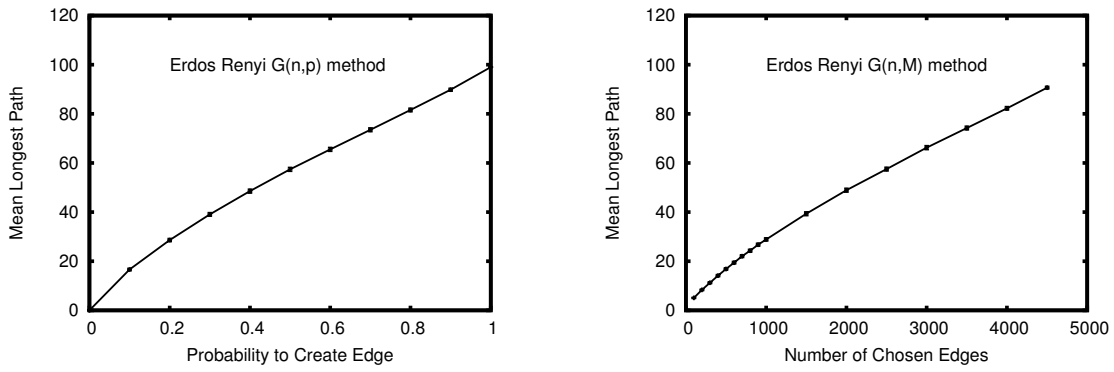 120
100
80
60
40
20
0
Mean Longest Path
Erdos Renyi G(n,p) method
0 0.2 0.4 0.6 0.8 1
Probability to Create Edge
120
100
80
60
40
20
0
Mean Longest Path
Erdos Renyi G(n,M) method
0 1000 2000 3000 4000 5000
Number of Chosen Edges